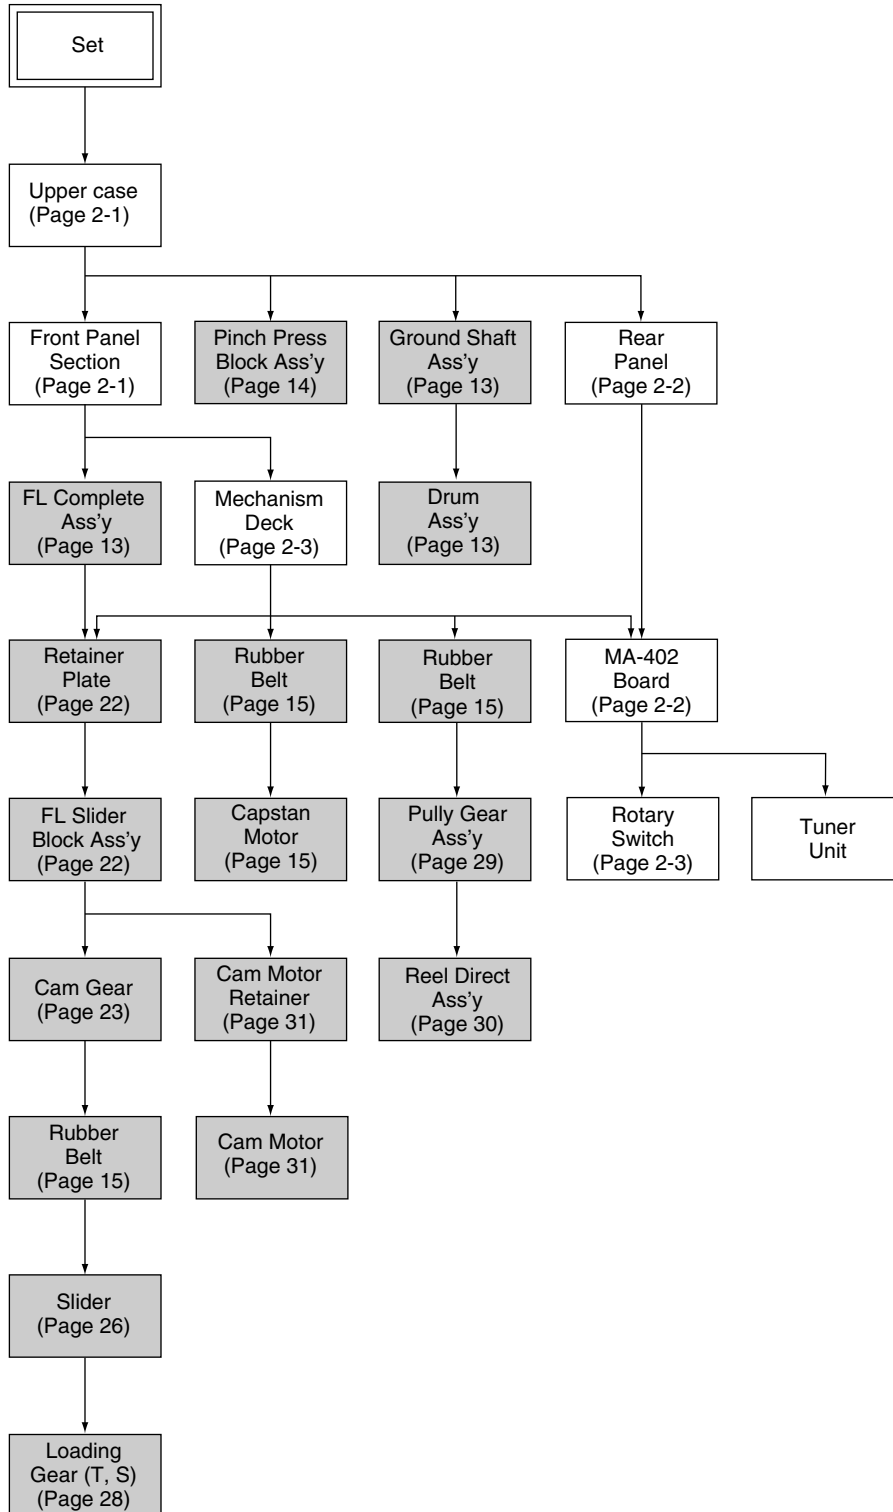 Set
Upper case
(Page 2-1)
Front Panel
Section
(Page 2-1)
Pinch Press
Block Ass'y
(Page 14)
Ground Shaft
Ass'y
(Page 13)
Rear
Panel
(Page 2-2)
FL Complete
Ass'y
(Page 13)
Mechanism
Deck
(Page 2-3)
Drum
Ass'y
(Page 13)
Retainer
Plate
(Page 22)
Rubber
Belt
(Page 15)
Rubber
Belt
(Page 15)
MA-402
Board
(Page 2-2)
FL Slider
Block Ass'y
(Page 22)
Capstan
Motor
(Page 15)
Pully Gear
Ass'y
(Page 29)
Rotary
Switch
(Page 2-3)
Tuner
Unit
Cam Gear
(Page 23)
Cam Motor
Retainer
(Page 31)
Reel Direct
Ass'y
(Page 30)
Rubber
Belt
(Page 15)
Cam Motor
(Page 31)
Slider
(Page 26)
Loading
Gear (T, S)
(Page 28)